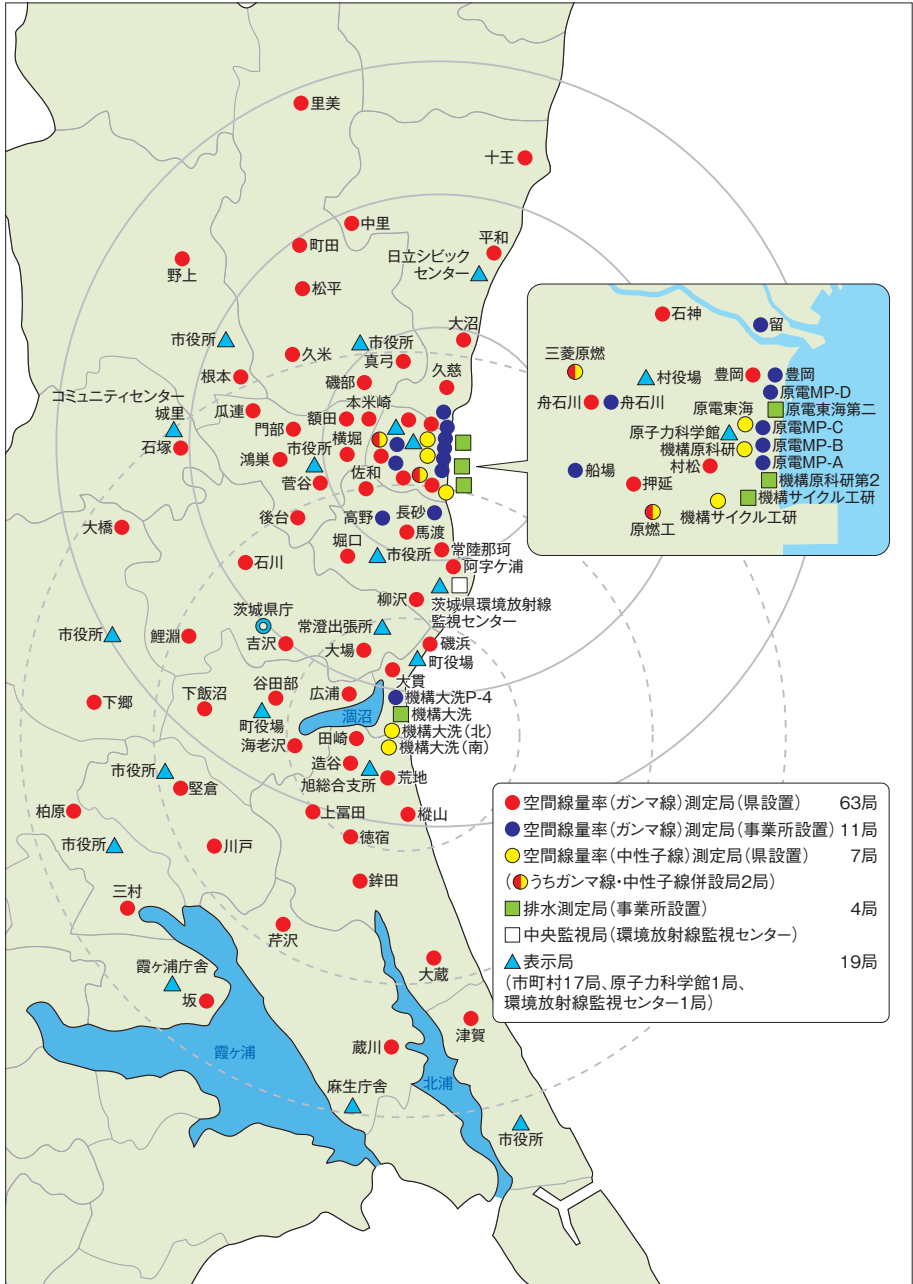 里美
十王
中里
町田
平和
日立シビック
センター
野上
松平
大沼
市役所
市役所
久米
真弓
久慈
根本
磯部
コミュニティセンター
城里
瓜連
額田
本米崎
門部
横堀
石塚
市役所
鴻巣
菅谷
佐和
大橋
後台
高野
長砂
馬渡
堀口
市役所
石川
常陸那珂
阿字ケ浦
柳沢
茨城県環境放射線
監視センター
茨城県庁
常澄出張所
市役所
鯉淵
吉沢
大場
磯浜
町役場
大貫
下郷
下飯沼
谷田部
広浦
機構大洗P-4
町役場
涸沼
機構大洗
機構大洗(北)
海老沢
田崎
機構大洗(南)
造谷
市役所
旭総合支所
荒地
堅倉
柏原
上冨田
樅山
徳宿
市役所
川戸
鉾田
三村
芹沢
大蔵
霞ヶ浦庁舎
坂
津賀
霞ヶ浦
蔵川
北浦
麻生庁舎
市役所
石神
留
三菱原燃
村役場
豊岡
豊岡
原電MP-D
舟石川
舟石川
原電東海
原電東海第二
原子力科学館
原電MP-C
機構原科研
原電MP-B
船場
村松
原電MP-A
押延
機構原科研第2
機構サイクル工研
原燃工
機構サイクル工研
空間線量率(ガンマ線)測定局(県設置) 63局
空間線量率(ガンマ線)測定局(事業所設置) 11局
空間線量率(中性子線)測定局(県設置) 7局
(うちガンマ線・中性子線併設局2局)
排水測定局(事業所設置) 4局
中央監視局(環境放射線監視センター)
表示局 19局
(市町村17局、原子力科学館1局、
環境放射線監視センター1局)